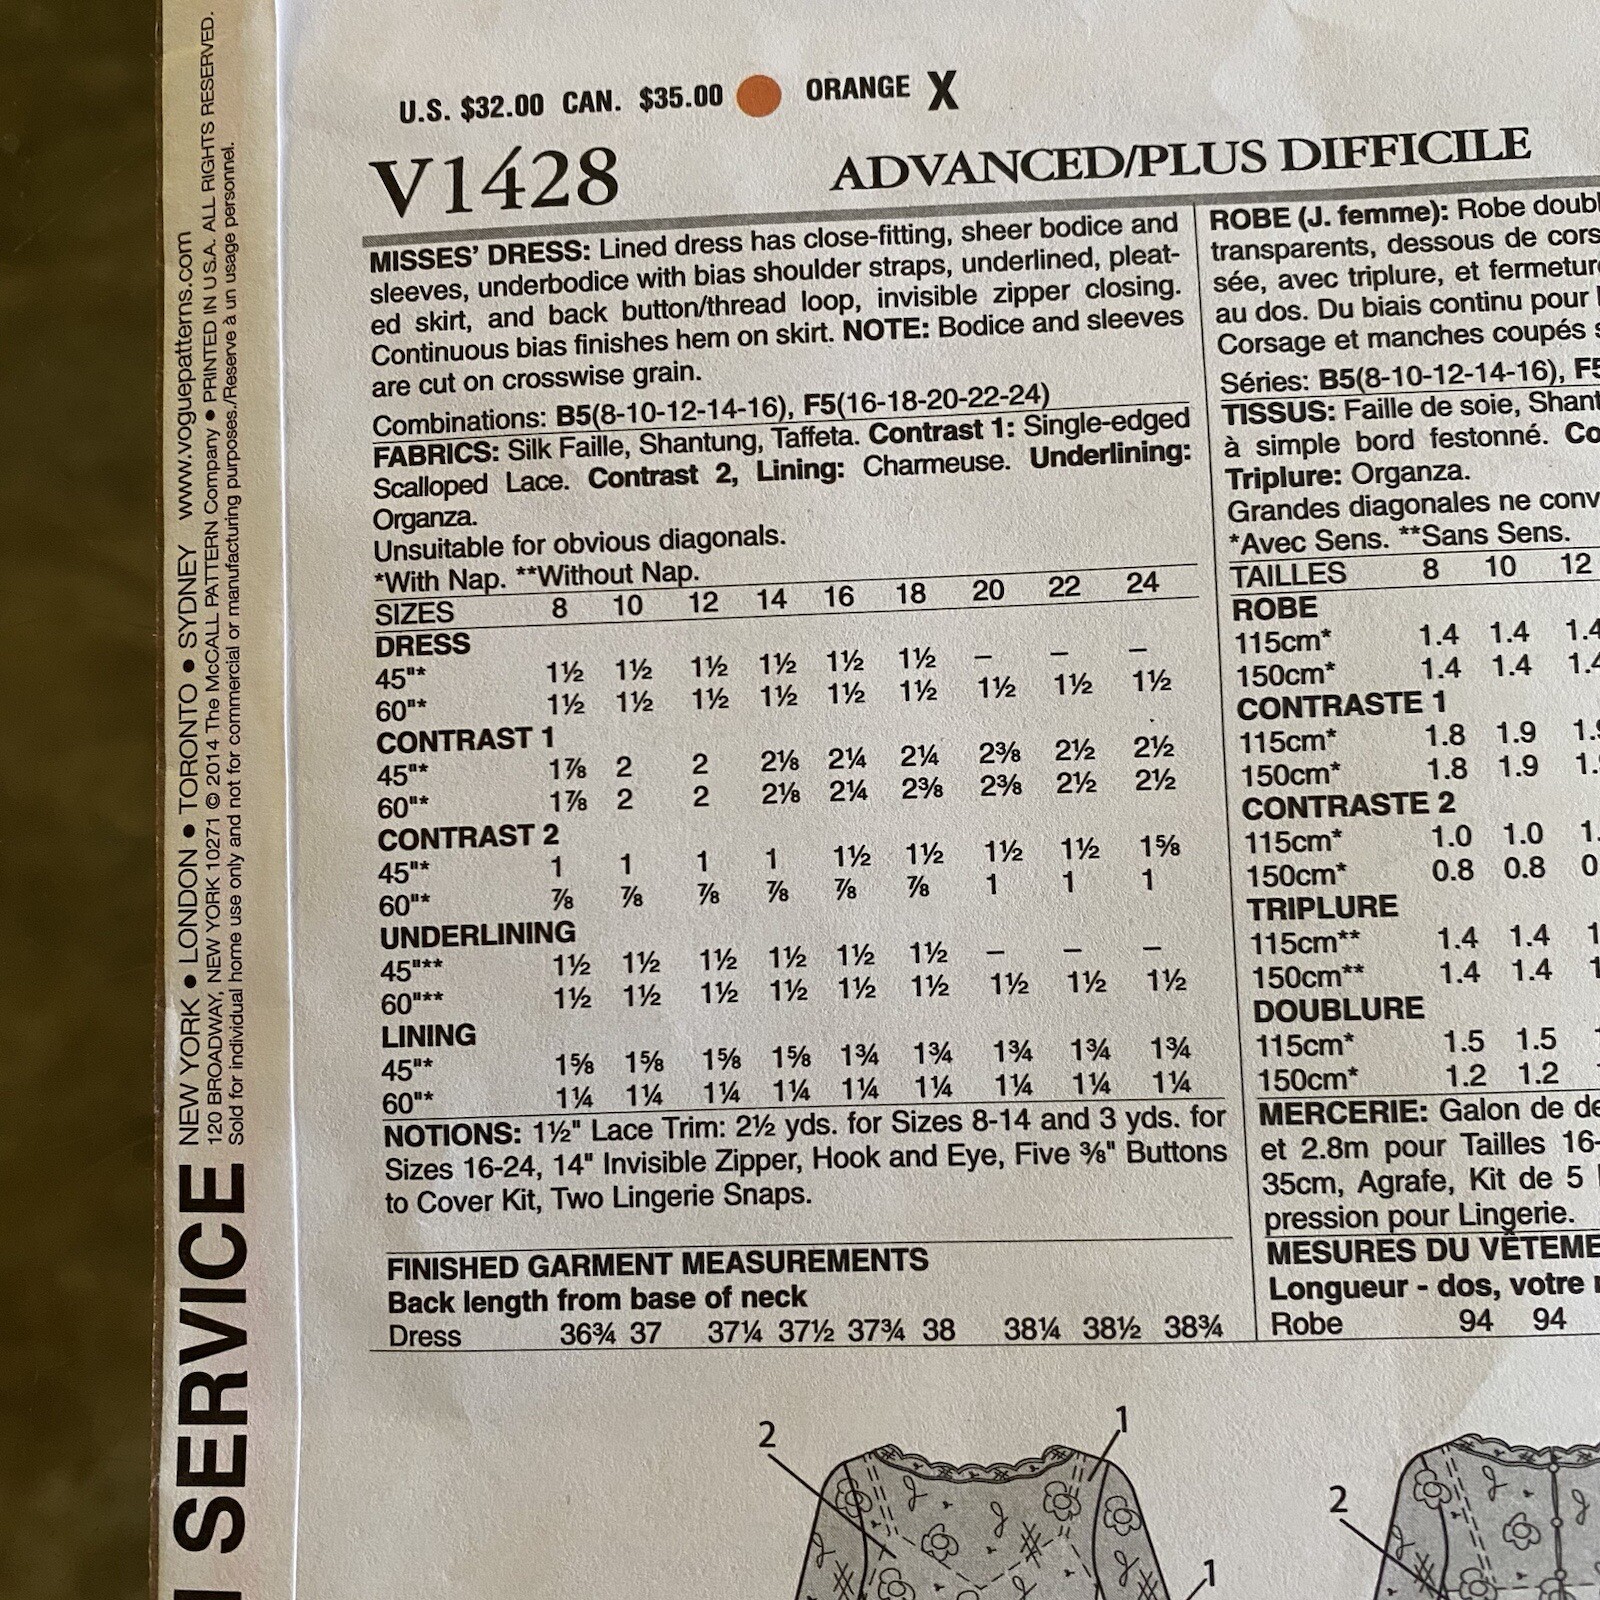 U.S. $32.00 CAN. $35.00 ORANGE X
V1428 ADVANCED/PLUS DIFFICILE
MISSES' DRESS: Lined dress has close-fitting, sheer bodice and
sleeves, underbodice with bias shoulder straps, underlined, pleat-
ed skirt, and back button/thread loop, invisible zipper closing.
Continuous bias finishes hem on skirt. NOTE: Bodice and sleeves
are cut on crosswise grain.
Combinations: B5(8-10-12-14-16), F5(16-18-20-22-24)
FABRICS: Silk Faille, Shantung, Taffeta. Contrast 1: Single-edged
Scalloped Lace. Contrast 2, Lining: Charmeuse. Underlining:
Organza.
Unsuitable for obvious diagonals.
*With Nap. **Without Nap.
SIZES 8 10 12 14 16 18 20 22 24
DRESS
45"* 1½ 1½ 1½ 1½ 1½ 1½ – – –
60"* 1½ 1½ 1½ 1½ 1½ 1½ 1½ 1½ 1½
CONTRAST 1
45"* 1⅞ 2 2 2⅛ 2¼ 2¼ 2⅜ 2½ 2½
60"* 1⅞ 2 2 2⅛ 2¼ 2⅜ 2⅜ 2½ 2½
CONTRAST 2
45"* 1 1 1 1 1½ 1½ 1½ 1½ 1⅝
60"* ⅞ ⅞ ⅞ ⅞ ⅞ ⅞ 1 1 1
UNDERLINING
45"** 1½ 1½ 1½ 1½ 1½ 1½ – – –
60"** 1½ 1½ 1½ 1½ 1½ 1½ 1½ 1½ 1½
LINING
45"* 1⅝ 1⅝ 1⅝ 1⅝ 1¾ 1¾ 1¾ 1¾ 1¾
60"* 1¼ 1¼ 1¼ 1¼ 1¼ 1¼ 1¼ 1¼ 1¼
NOTIONS: 1½" Lace Trim: 2½ yds. for Sizes 8-14 and 3 yds. for
Sizes 16-24, 14" Invisible Zipper, Hook and Eye, Five ⅜" Buttons
to Cover Kit, Two Lingerie Snaps.
FINISHED GARMENT MEASUREMENTS
Back length from base of neck
Dress 36¾ 37 37¼ 37½ 37¾ 38 38¼ 38½ 38¾
ROBE (J. femme): Robe doubl
transparents, dessous de cors
sée, avec triplure, et fermeture
au dos. Du biais continu pour l
Corsage et manches coupés s
Séries: B5(8-10-12-14-16), F5
TISSUS: Faille de soie, Shant
à simple bord festonné. Co
Triplure: Organza.
Grandes diagonales ne conv
*Avec Sens. **Sans Sens.
TAILLES 8 10 12
ROBE
115cm* 1.4 1.4 1.4
150cm* 1.4 1.4 1.4
CONTRASTE 1
115cm* 1.8 1.9 1.9
150cm* 1.8 1.9 1.
CONTRASTE 2
115cm* 1.0 1.0 1.
150cm* 0.8 0.8 0
TRIPLURE
115cm** 1.4 1.4 1
150cm** 1.4 1.4 1
DOUBLURE
115cm* 1.5 1.5
150cm* 1.2 1.2
MERCERIE: Galon de de
et 2.8m pour Tailles 16-
35cm, Agrafe, Kit de 5
pression pour Lingerie.
MESURES DU VÊTEME
Longueur - dos, votre
Robe 94 94
2 1
1
2
NEW YORK • LONDON • TORONTO • SYDNEY www.voguepatterns.com
120 BROADWAY, NEW YORK, NEW YORK 10271 © 2014 The McCALL PATTERN Company • PRINTED IN U.S.A. ALL RIGHTS RESERVED.
Sold for individual home use only and not for commercial or manufacturing purposes./Reservé à un usage personnel.
SERVICE